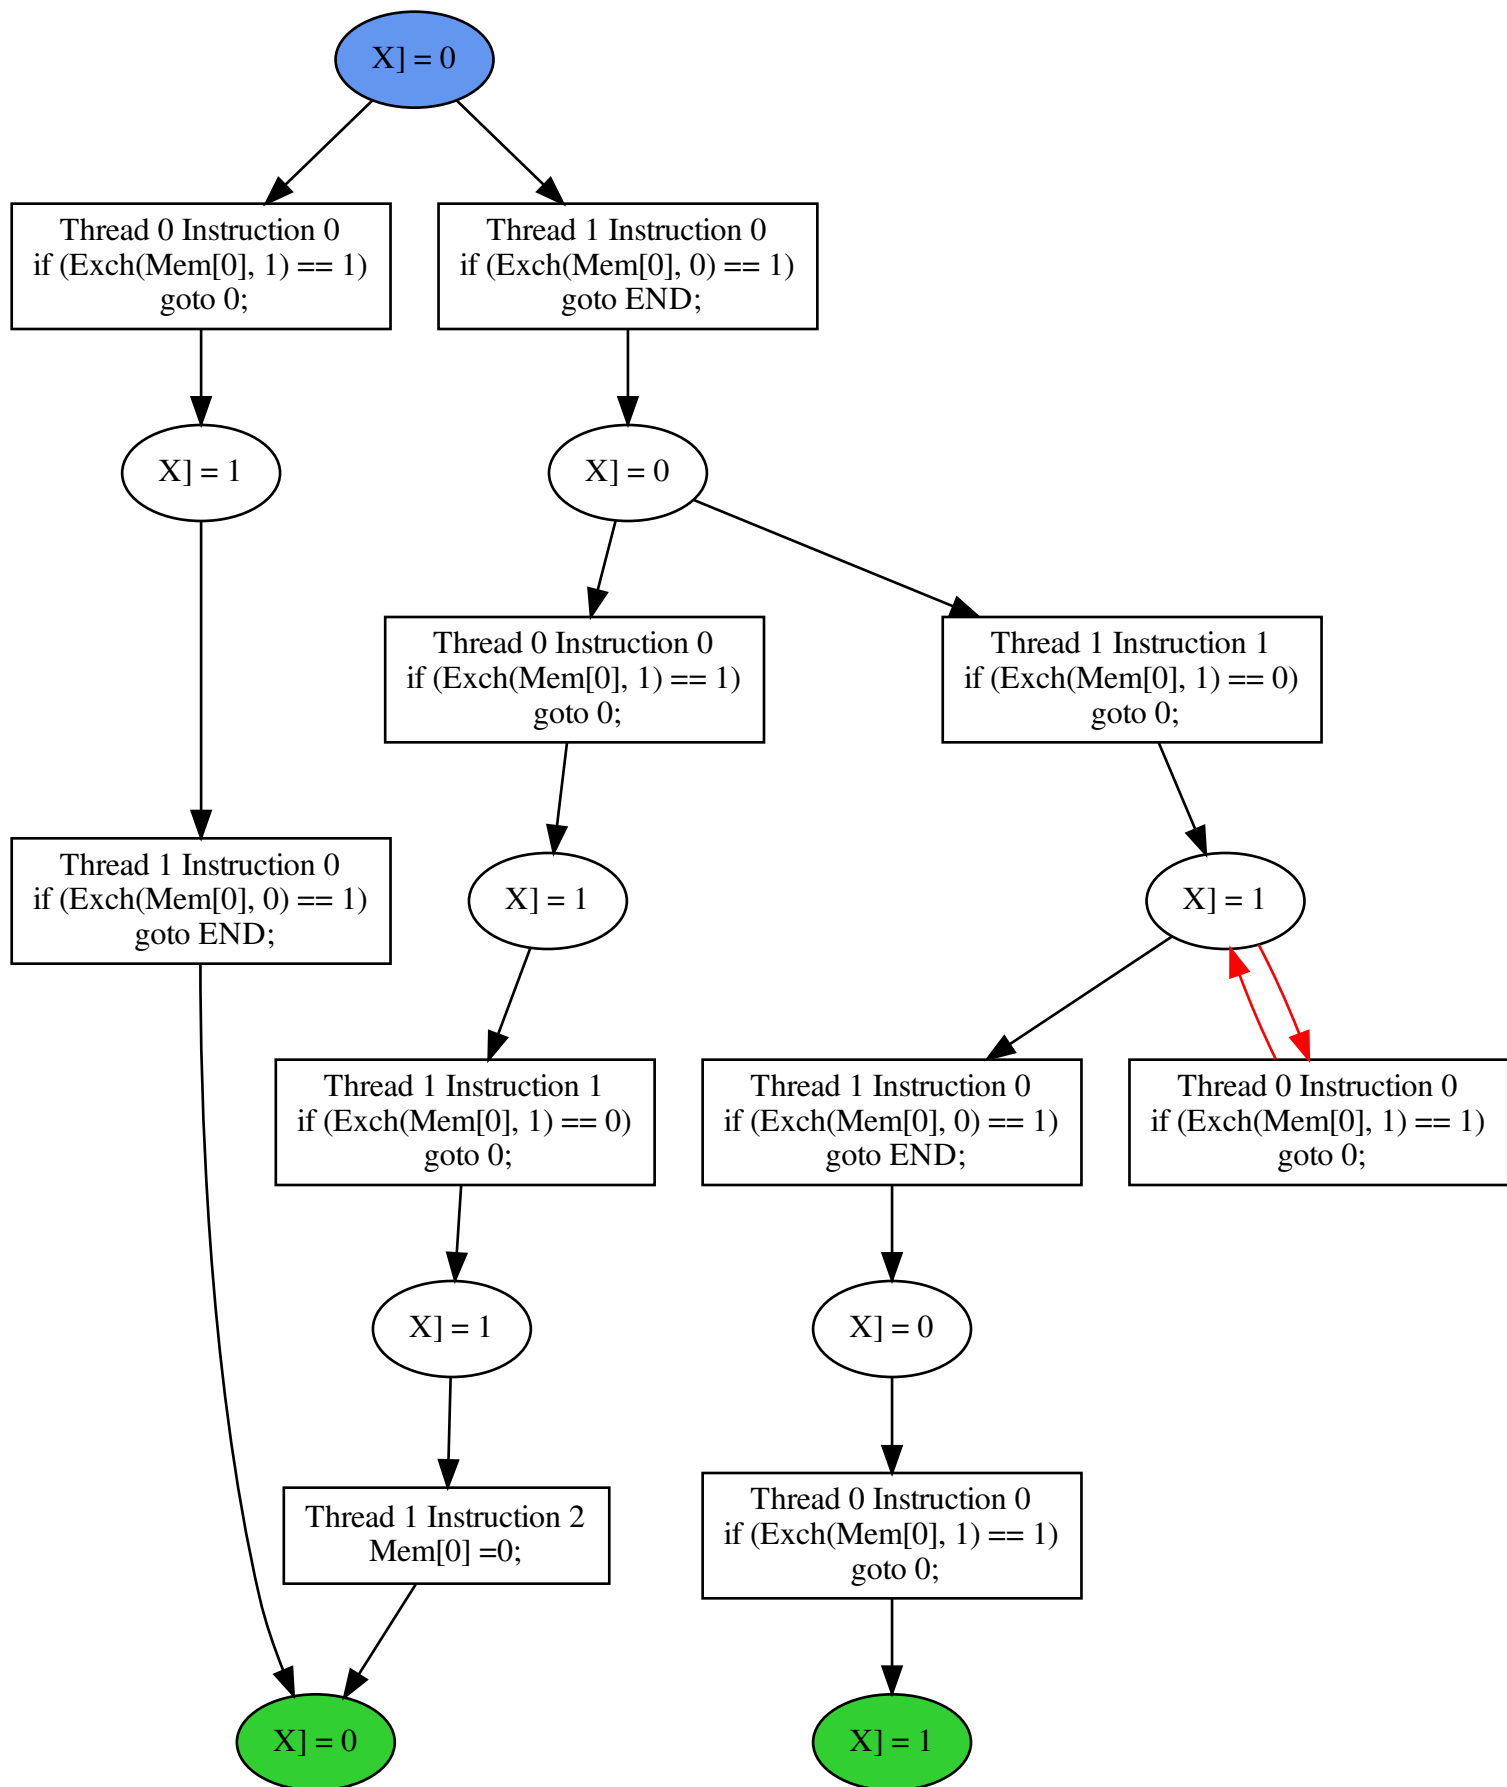 X] = 0
Thread 0 Instruction 0
if (Exch(Mem[0], 1) == 1)
goto 0;
Thread 1 Instruction 0
if (Exch(Mem[0], 0) == 1)
goto END;
X] = 1
X] = 0
Thread 0 Instruction 0
if (Exch(Mem[0], 1) == 1)
goto 0;
Thread 1 Instruction 1
if (Exch(Mem[0], 1) == 0)
goto 0;
Thread 1 Instruction 0
if (Exch(Mem[0], 0) == 1)
goto END;
X] = 1
X] = 1
Thread 1 Instruction 1
if (Exch(Mem[0], 1) == 0)
goto 0;
Thread 1 Instruction 0
if (Exch(Mem[0], 0) == 1)
goto END;
Thread 0 Instruction 0
if (Exch(Mem[0], 1) == 1)
goto 0;
X] = 1
X] = 0
Thread 1 Instruction 2
Mem[0] =0;
Thread 0 Instruction 0
if (Exch(Mem[0], 1) == 1)
goto 0;
X] = 0
X] = 1